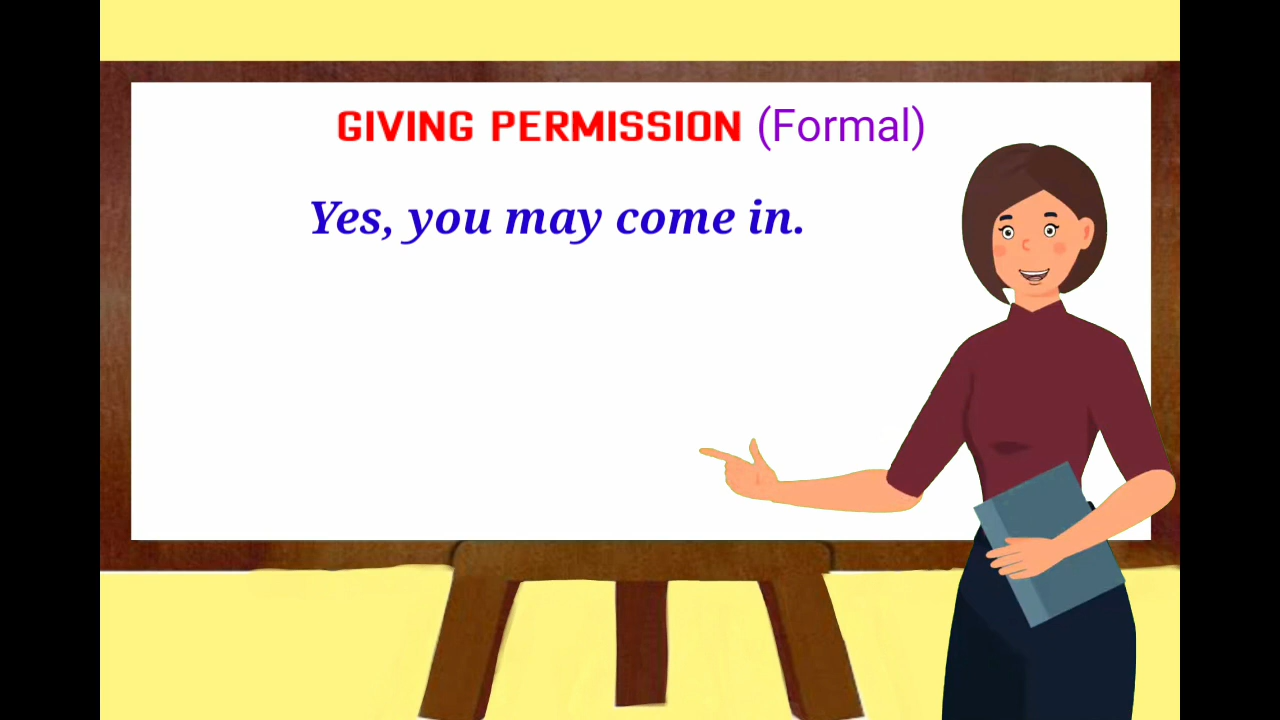 GIVING PERMISSION (Formal)
Yes, you may come in.